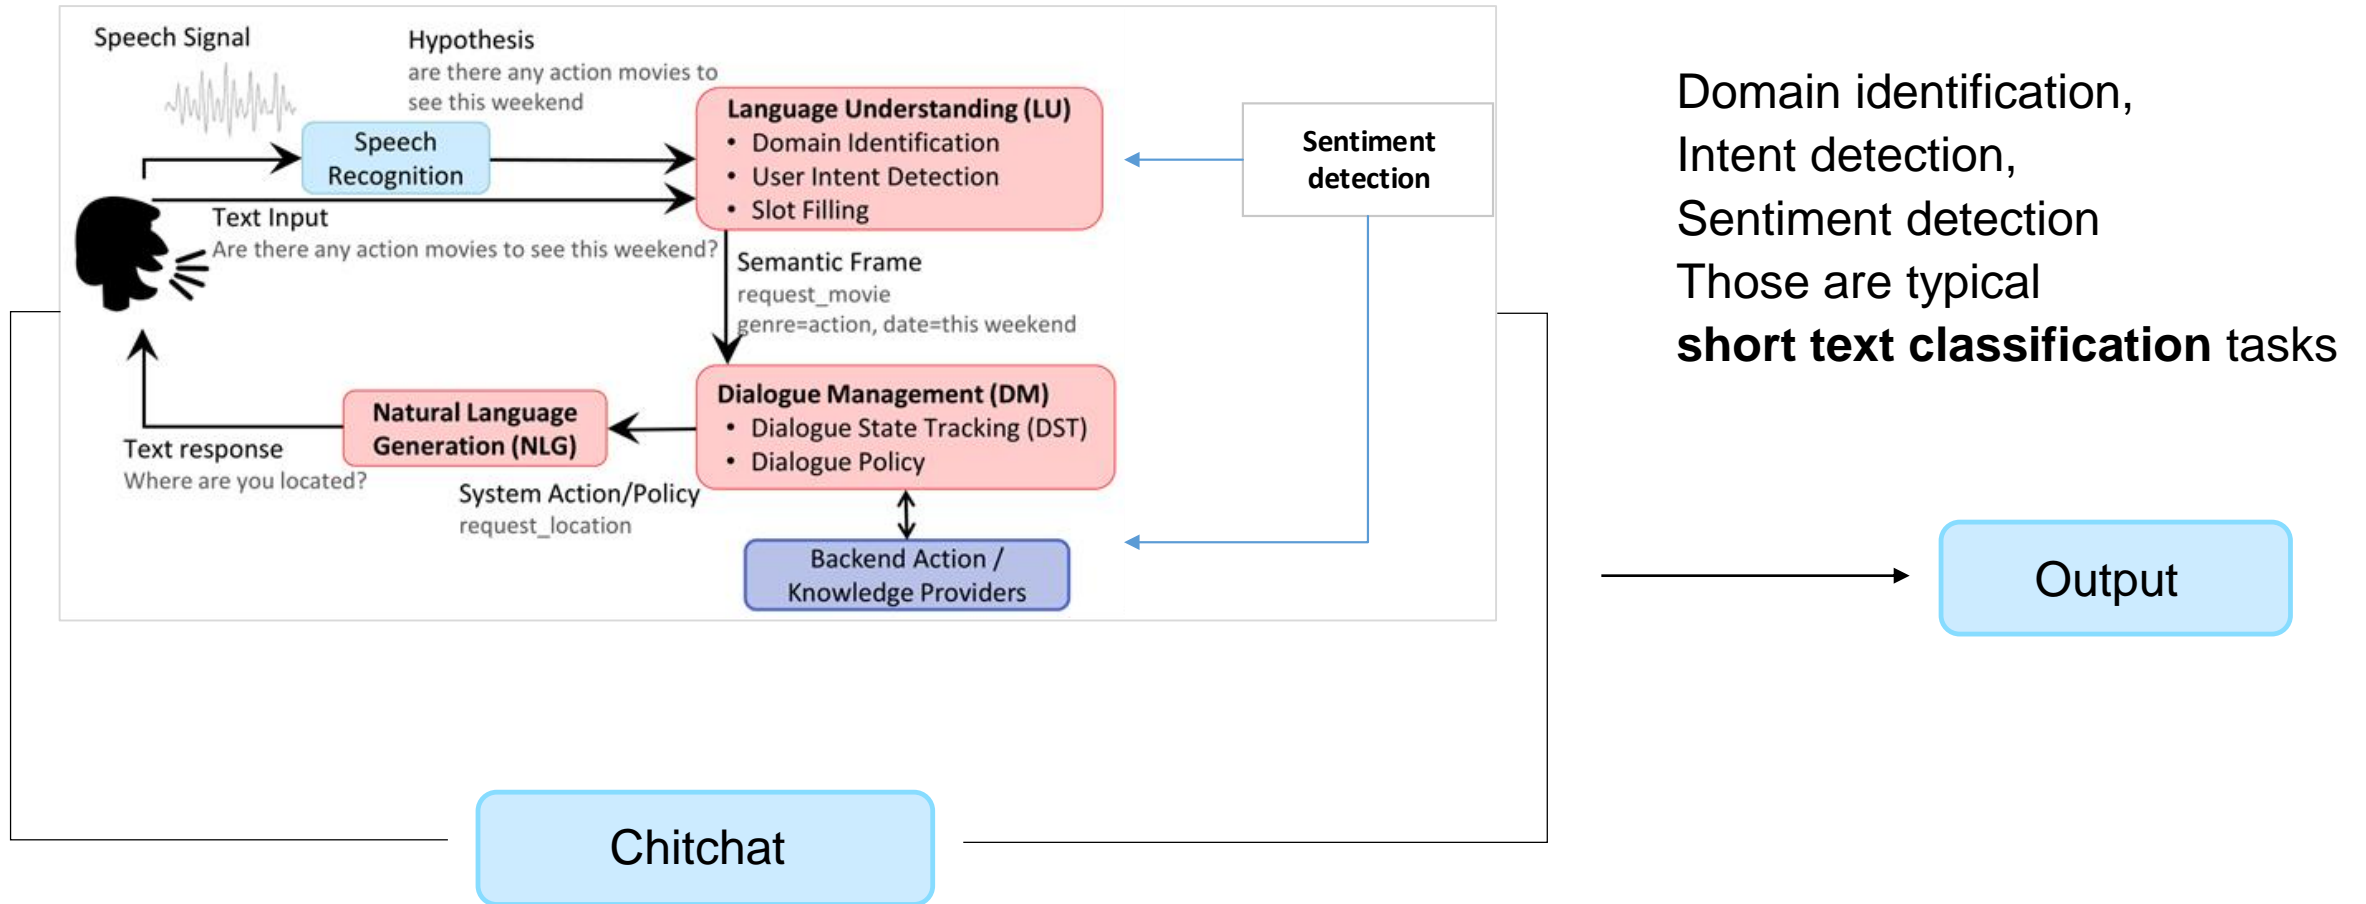 Speech Signal
Hypothesis
are there any action movies to
see this weekend
Speech
Recognition
Language Understanding (LU)
• Domain Identification
• User Intent Detection
• Slot Filling
Sentiment
detection
Text Input
Are there any action movies to see this weekend?
Semantic Frame
request_movie
genre=action, date=this weekend
Dialogue Management (DM)
• Dialogue State Tracking (DST)
• Dialogue Policy
Natural Language
Generation (NLG)
Text response
Where are you located?
System Action/Policy
request_location
Backend Action /
Knowledge Providers
Domain identification,
Intent detection,
Sentiment detection
Those are typical
short text classification tasks
Output
Chitchat